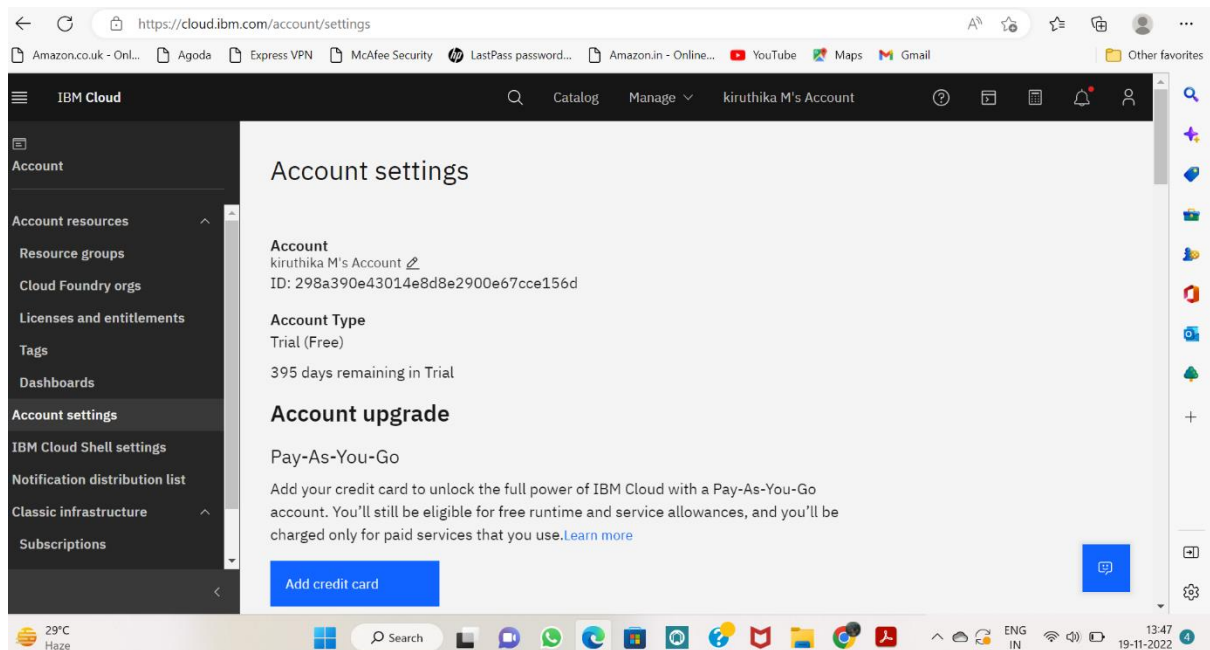 https://cloud.ibm.com/account/settings
Amazon.co.uk - Onl... Agoda Express VPN McAfee Security LastPass password... Amazon.in - Online... YouTube Maps Gmail Other favorites
IBM Cloud Catalog Manage kiruthika M's Account
Account
Account settings
Account resources
Resource groups
Cloud Foundry orgs
Licenses and entitlements
Tags
Dashboards
Account settings
IBM Cloud Shell settings
Notification distribution list
Classic infrastructure
Subscriptions
Account
kiruthika M's Account
ID: 298a390e43014e8d8e2900e67cce156d
Account Type
Trial (Free)
395 days remaining in Trial
Account upgrade
Pay-As-You-Go
Add your credit card to unlock the full power of IBM Cloud with a Pay-As-You-Go
account. You’ll still be eligible for free runtime and service allowances, and you’ll be
charged only for paid services that you use.Learn more
Add credit card
29°C
Haze
Search
ENG
IN
13:47
19-11-2022
4